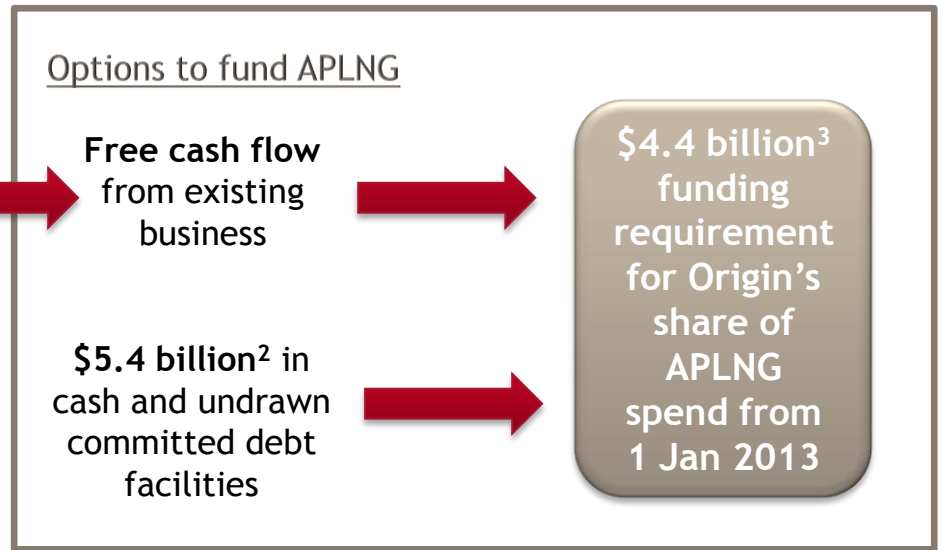 Options to fund APLNG
Free cash flow
from existing
business
$5.4 billion² in
cash and undrawn
committed debt
facilities
$4.4 billion³
funding
requirement
for Origin’s
share of
APLNG
spend from
1 Jan 2013